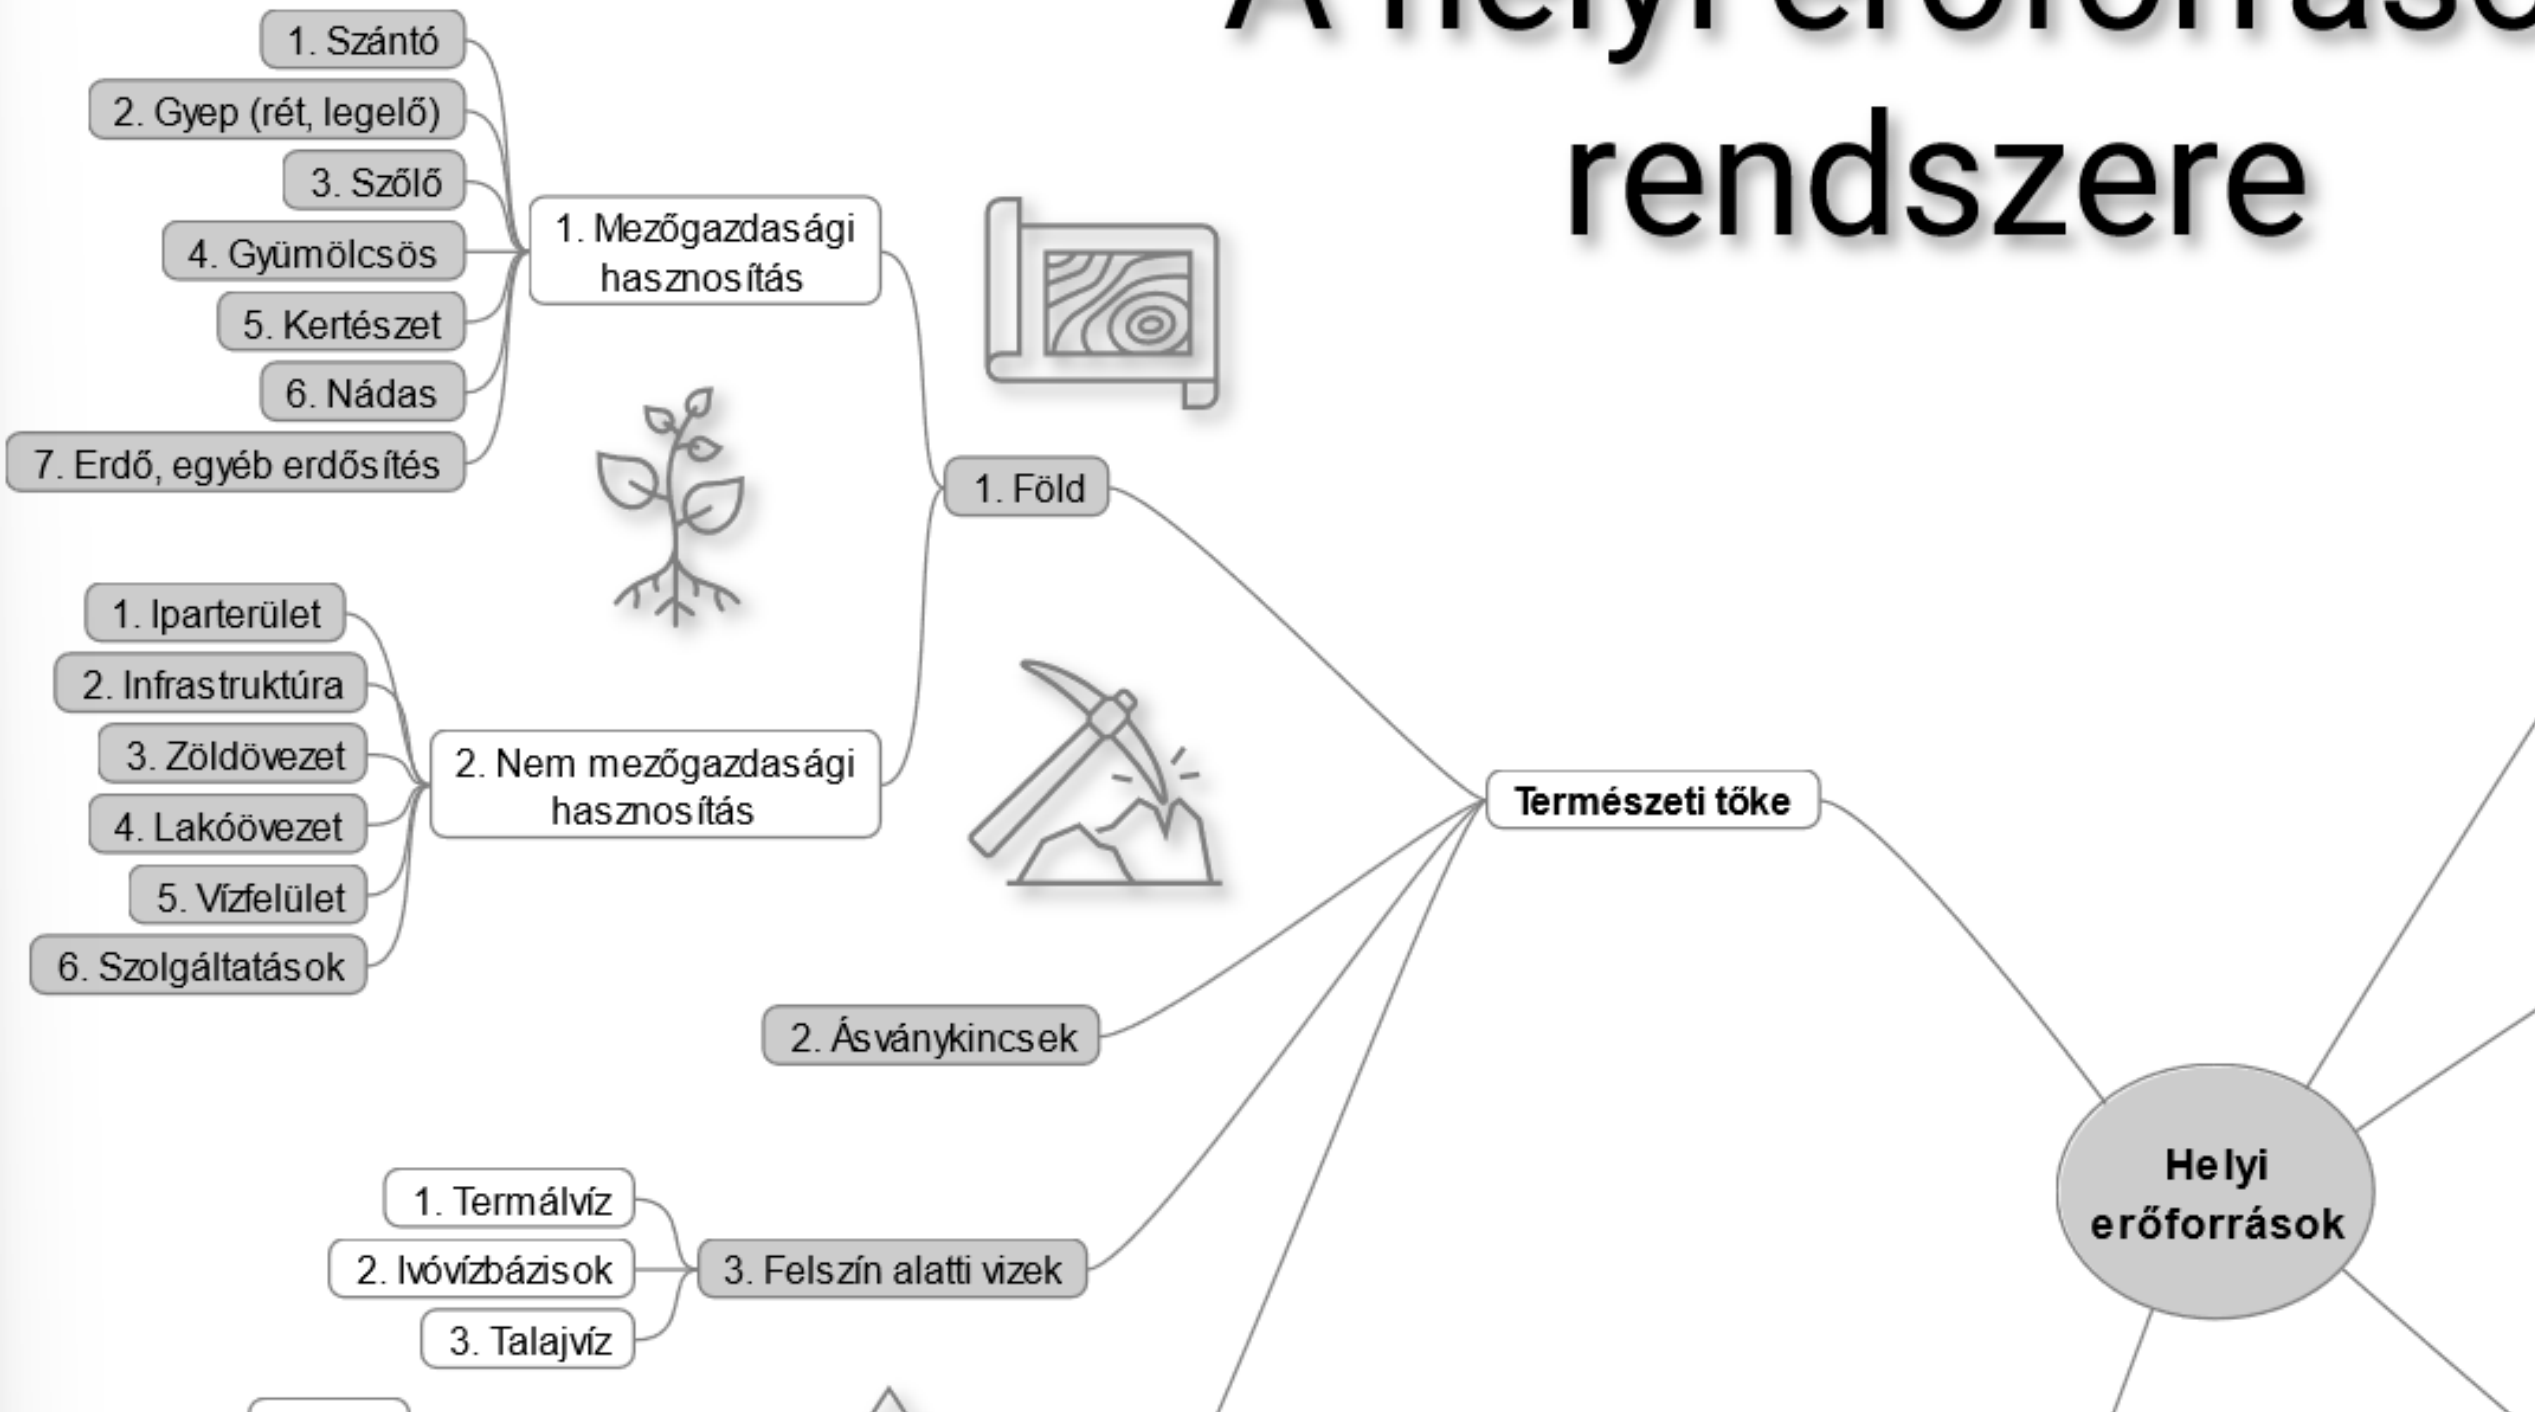 A helyi
rendszere
1. Szántó
2. Gyep (rét, legelő)
3. Szőlő
4. Gyümölcsös
5. Kertészet
6. Nádas
7. Erdő, egyéb erdősítés
1. Mezőgazdasági
hasznosítás
1. Föld
1. Iparterület
2. Infrastruktúra
3. Zöldövezet
4. Lakóövezet
5. Vízfelület
6. Szolgáltatások
2. Nem mezőgazdasági
hasznosítás
Természeti tőke
2. Ásványkincsek
1. Termálvíz
2. Ivóvízbázisok
3. Talajvíz
3. Felszín alatti vizek
Helyi
erőforrások